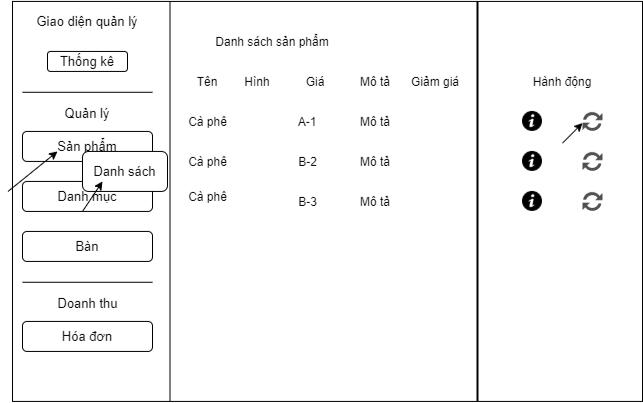 Giao diện quản lý
Thống kê
Quản lý
Sản phẩm
Danh sách
Danh mục
Bàn
Doanh thu
Hóa đơn
Danh sách sản phẩm
Tên Hình Giá Mô tả Giảm giá Hành động
Cà phê A-1 Mô tả
Cà phê B-2 Mô tả
Cà phê B-3 Mô tả